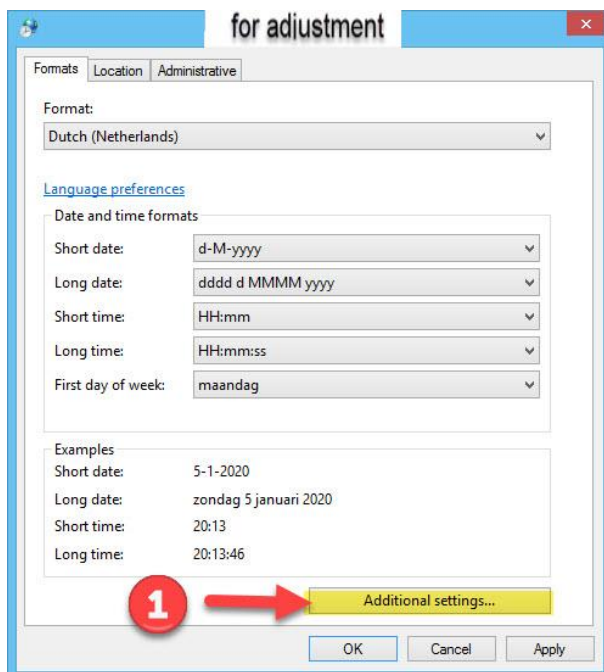 for adjustment
Formats Location Administrative
Format:
Dutch (Netherlands)
Language preferences
Date and time formats
Short date: d-M-yyyy
Long date: dddd d MMMM yyyy
Short time: HH:mm
Long time: HH:mm:ss
First day of week: maandag
Examples
Short date: 5-1-2020
Long date: zondag 5 januari 2020
Short time: 20:13
Long time: 20:13:46
1 Additional settings...
OK Cancel Apply